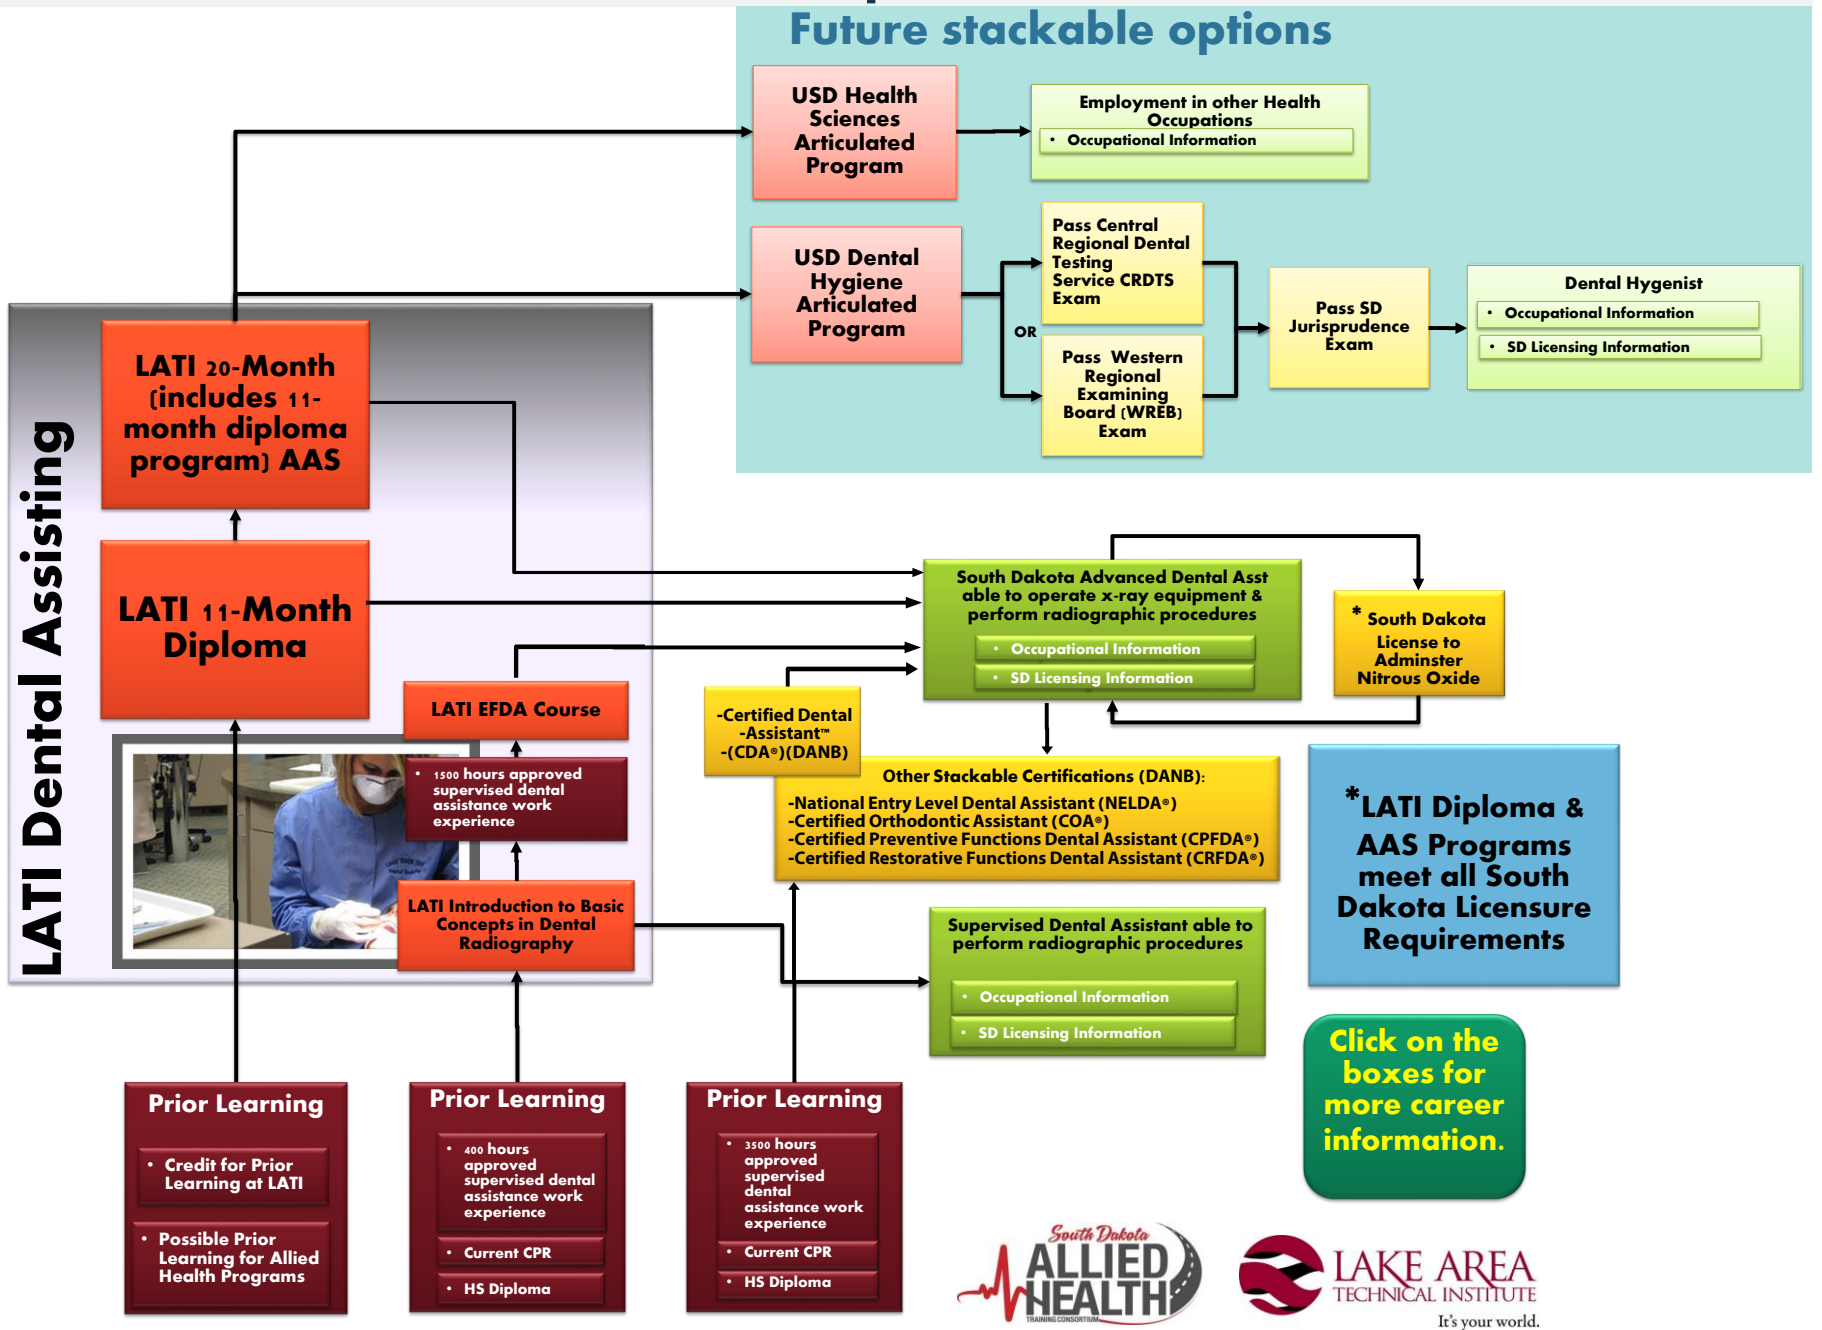 Future stackable options
USD Health
Sciences
Articulated
Program
Employment in other Health
Occupations
• Occupational Information
USD Dental
Hygiene
Articulated
Program
Pass Central
Regional Dental
Testing
Service CRDTS
Exam
OR
Pass Western
Regional
Examining
Board (WREB)
Exam
Pass SD
Jurisprudence
Exam
Dental Hygenist
• Occupational Information
• SD Licensing Information
LATI Dental Assisting
LATI 20-Month
(includes 11-
month diploma
program) AAS
LATI 11-Month
Diploma
LATI EFDA Course
• 1500 hours approved
supervised dental
assistance work
experience
LATI Introduction to Basic
Concepts in Dental
Radiography
South Dakota Advanced Dental Asst
able to operate x-ray equipment &
perform radiographic procedures
• Occupational Information
• SD Licensing Information
* South Dakota
License to
Adminster
Nitrous Oxide
-Certified Dental
-Assistant™
-(CDA®)(DANB)
Other Stackable Certifications (DANB):
-National Entry Level Dental Assistant (NELDA®)
-Certified Orthodontic Assistant (COA®)
-Certified Preventive Functions Dental Assistant (CPFDA®)
-Certified Restorative Functions Dental Assistant (CRFDA®)
Supervised Dental Assistant able to
perform radiographic procedures
• Occupational Information
• SD Licensing Information
*LATI Diploma &
AAS Programs
meet all South
Dakota Licensure
Requirements
Click on the
boxes for
more career
information.
Prior Learning
• Credit for Prior
Learning at LATI
• Possible Prior
Learning for Allied
Health Programs
Prior Learning
• 400 hours
approved
supervised dental
assistance work
experience
• Current CPR
• HS Diploma
Prior Learning
• 3500 hours
approved
supervised
dental
assistance work
experience
• Current CPR
• HS Diploma
South Dakota
ALLIED
HEALTH
TRAINING CONSORTIUM
LAKE AREA
TECHNICAL INSTITUTE
It's your world.